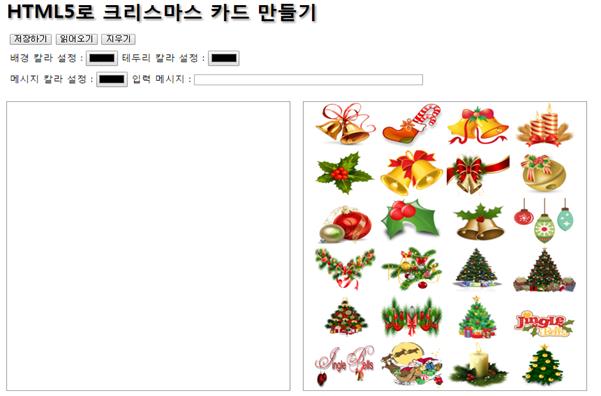 HTML5로 크리스마스 카드 만들기
저장하기 읽어오기 지우기
배경 칼라 설정 : 테두리 칼라 설정 :
메시지 칼라 설정 : 입력 메시지 :
Jingle Bells
Jingle Bells